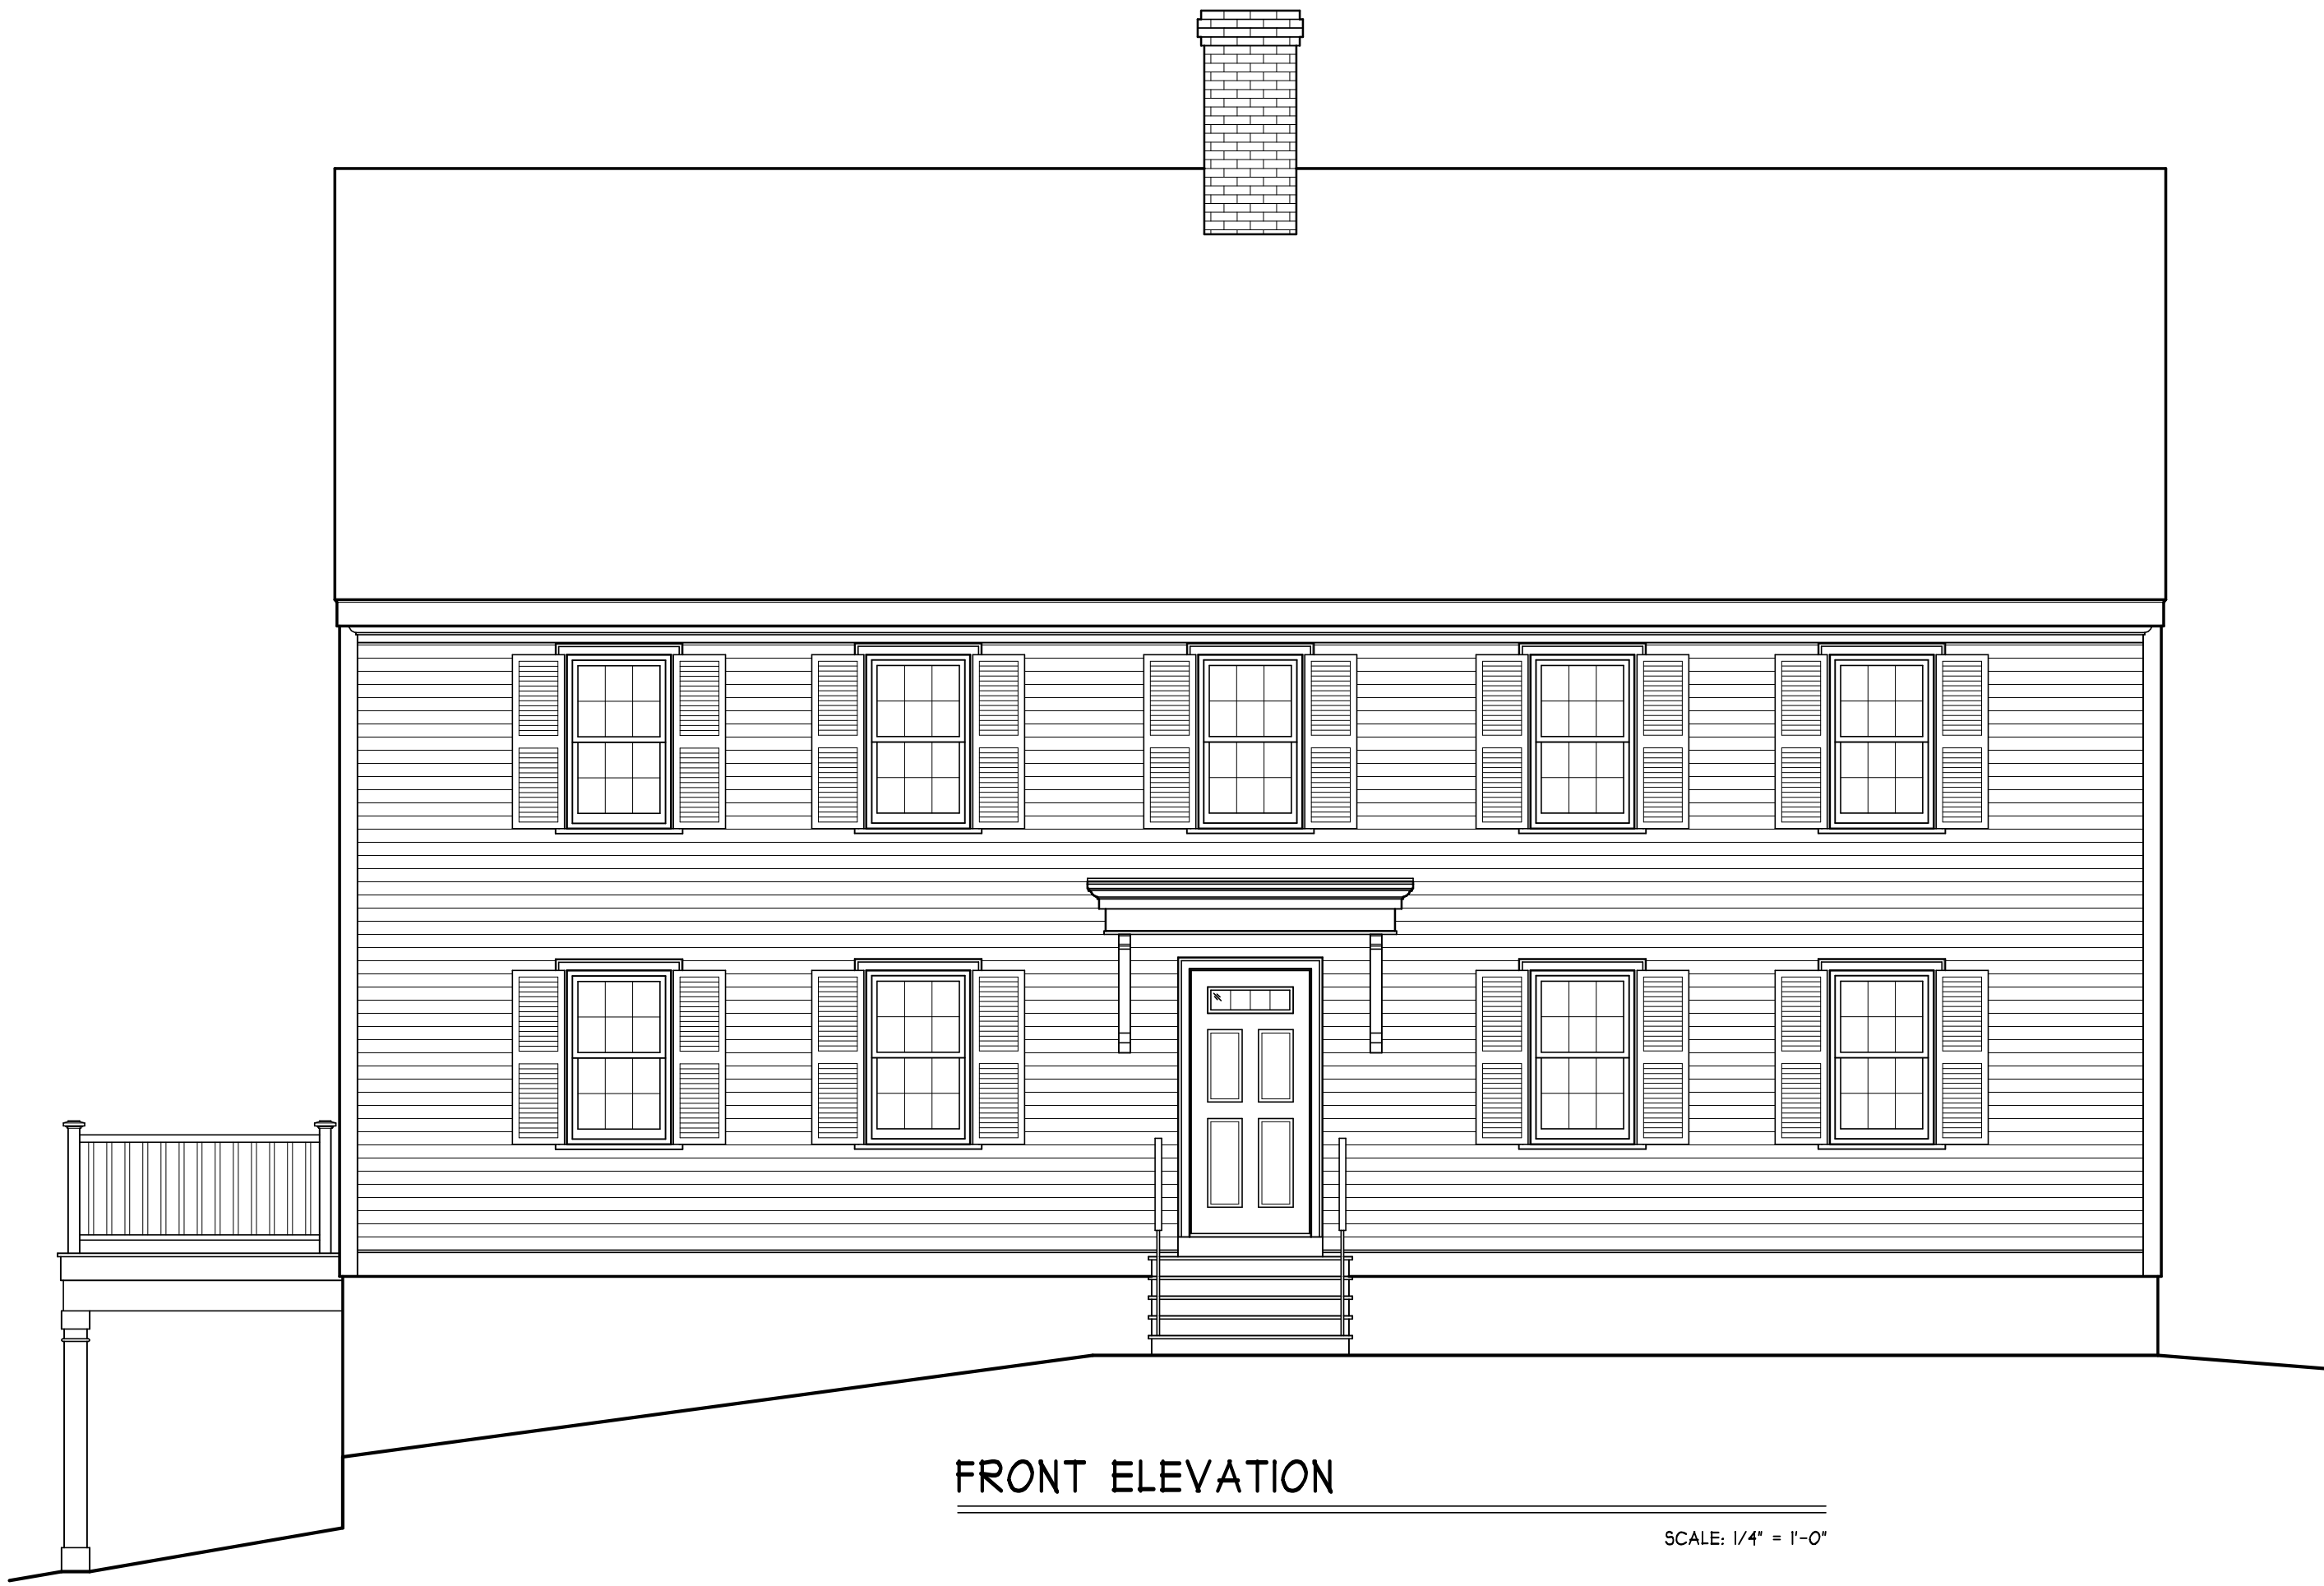 FRONT ELEVATION
SCALE: 1/4" = 1'-0"